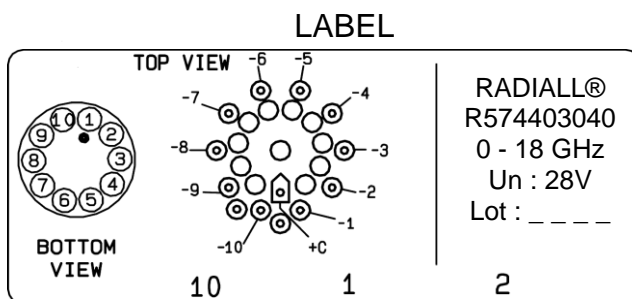 LABEL
TOP VIEW
-6
-5
-7
-4
-8
-3
-9
-2
-10
-1
+C
10
1
9
2
8
3
7
4
6
5
BOTTOM
VIEW
RADIALL®
R574403040
0 - 18 GHz
Un : 28V
Lot : _ _ _ _
10
1
2